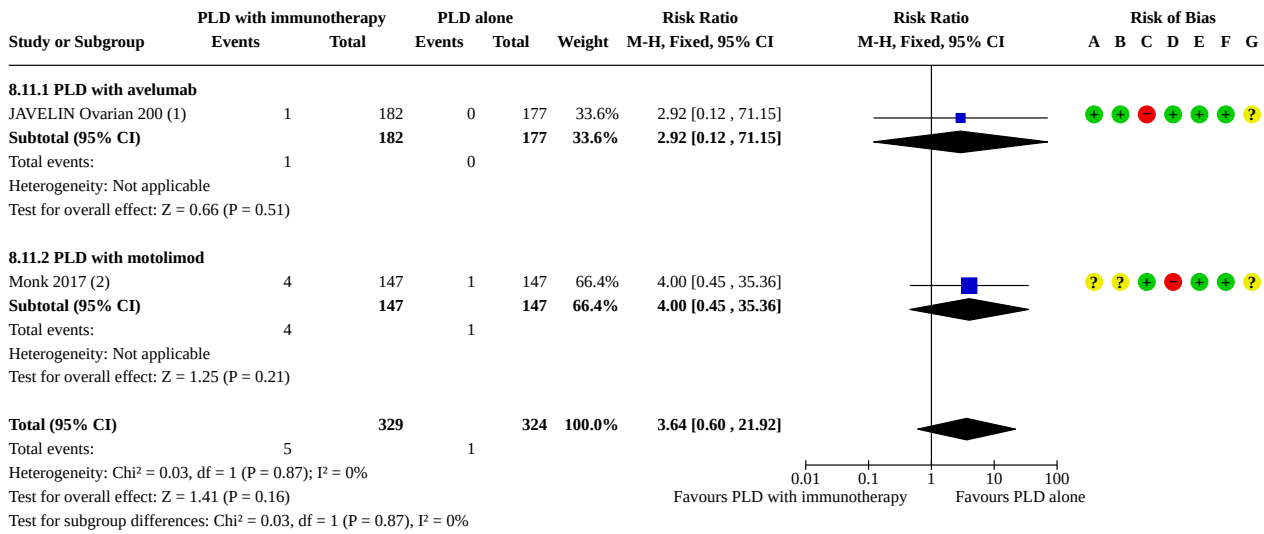 PLD with immunotherapy PLD alone Risk Ratio Risk Ratio Risk of Bias
Study or Subgroup Events Total Events Total Weight M-H, Fixed, 95% CI M-H, Fixed, 95% CI A B C D E F G
8.11.1 PLD with avelumab
JAVELIN Ovarian 200 (1) 1 182 0 177 33.6% 2.92 [0.12 , 71.15] + + − + + + ?
Subtotal (95% CI) 182 177 33.6% 2.92 [0.12 , 71.15]
Total events: 1 0
Heterogeneity: Not applicable
Test for overall effect: Z = 0.66 (P = 0.51)
8.11.2 PLD with motolimod
Monk 2017 (2) 4 147 1 147 66.4% 4.00 [0.45 , 35.36] ? ? + − + + ?
Subtotal (95% CI) 147 147 66.4% 4.00 [0.45 , 35.36]
Total events: 4 1
Heterogeneity: Not applicable
Test for overall effect: Z = 1.25 (P = 0.21)
Total (95% CI) 329 324 100.0% 3.64 [0.60 , 21.92]
Total events: 5 1
Heterogeneity: Chi² = 0.03, df = 1 (P = 0.87); I² = 0%
Test for overall effect: Z = 1.41 (P = 0.16)
Test for subgroup differences: Chi² = 0.03, df = 1 (P = 0.87), I² = 0%
0.01 0.1 1 10 100
Favours PLD with immunotherapy Favours PLD alone